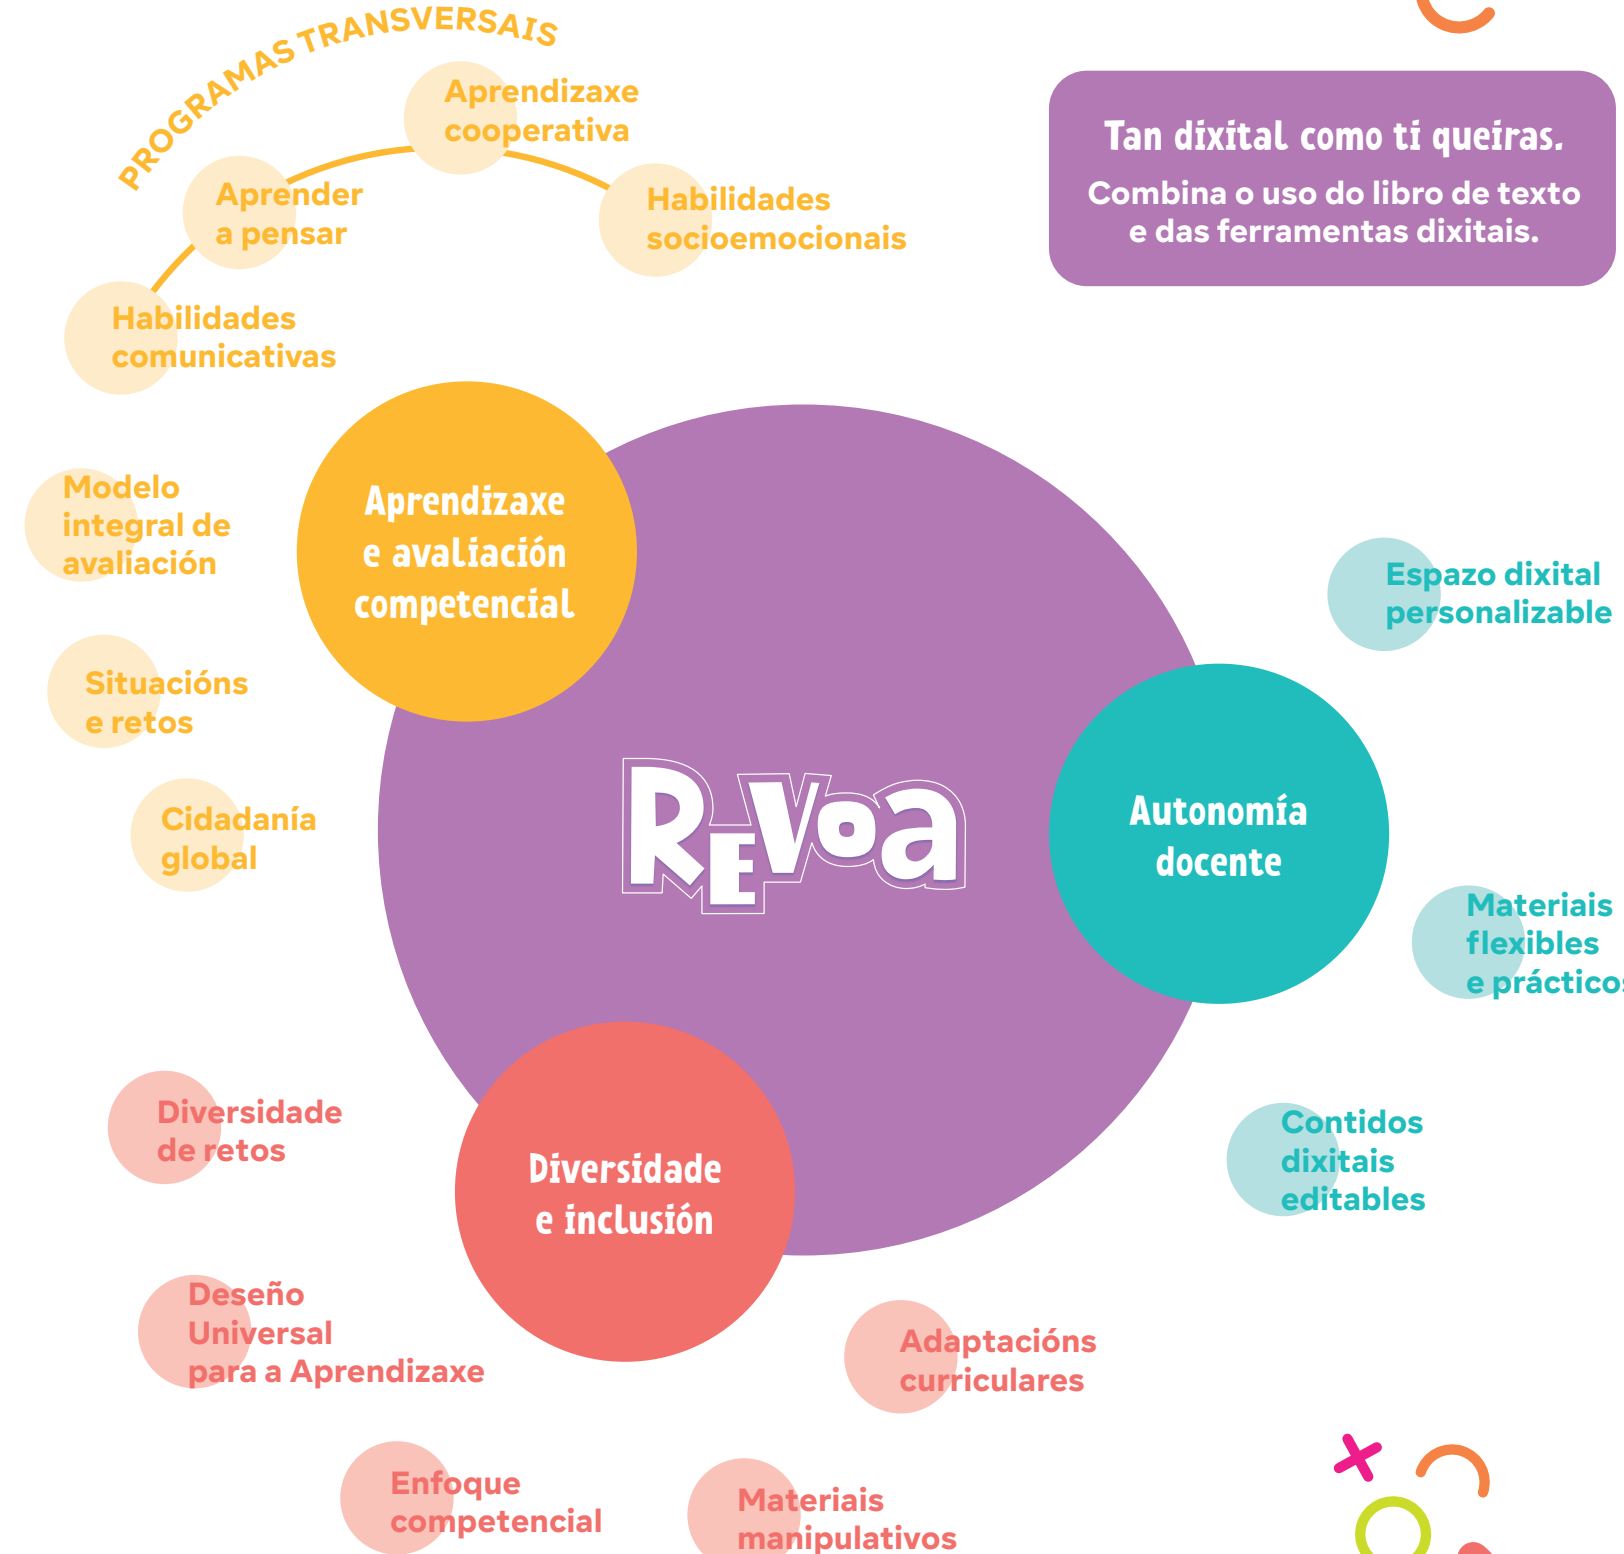 PROGRAMAS TRANSVERSAIS
Aprendizaxe
cooperativa
Aprender
a pensar
Habilidades
socioemocionais
Habilidades
comunicativas
Tan dixital como ti queiras.
Combina o uso do libro de texto
e das ferramentas dixitais.
Aprendizaxe
e avaliación
competencial
Modelo
integral de
avaliación
Situacións
e retos
Cidadanía
global
REVOA
Autonomía
docente
Espazo dixital
personalizable
Materiais
flexibles
e prácticos
Contidos
dixitais
editables
Diversidade
e inclusión
Diversidade
de retos
Deseño
Universal
para a Aprendizaxe
Enfoque
competencial
Materiais
manipulativos
Adaptacións
curriculares